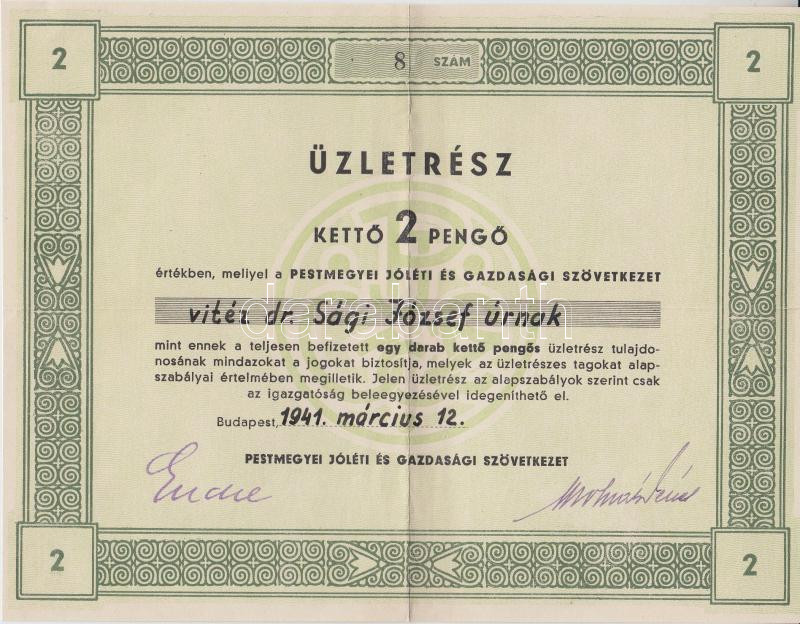 2
8 SZÁM
2
ÜZLETRÉSZ
KETTŐ 2 PENGŐ
értékben, mellyel a PESTMEGYEI JÓLÉTI ÉS GAZDASÁGI SZÖVETKEZET
vitéz dr. Sági József úrnak
mint ennek a teljesen befizetett egy darab kettő pengős üzletrész tulajdo-
nosának mindazokat a jogokat biztosítja, melyek az üzletrészes tagokat alap-
szabályai értelmében megilletik. Jelen üzletrész az alapszabályok szerint csak
az igazgatóság beleegyezésével idegeníthető el.
Budapest, 1941. március 12.
PESTMEGYEI JÓLÉTI ÉS GAZDASÁGI SZÖVETKEZET
Endre
2
2
darabanth